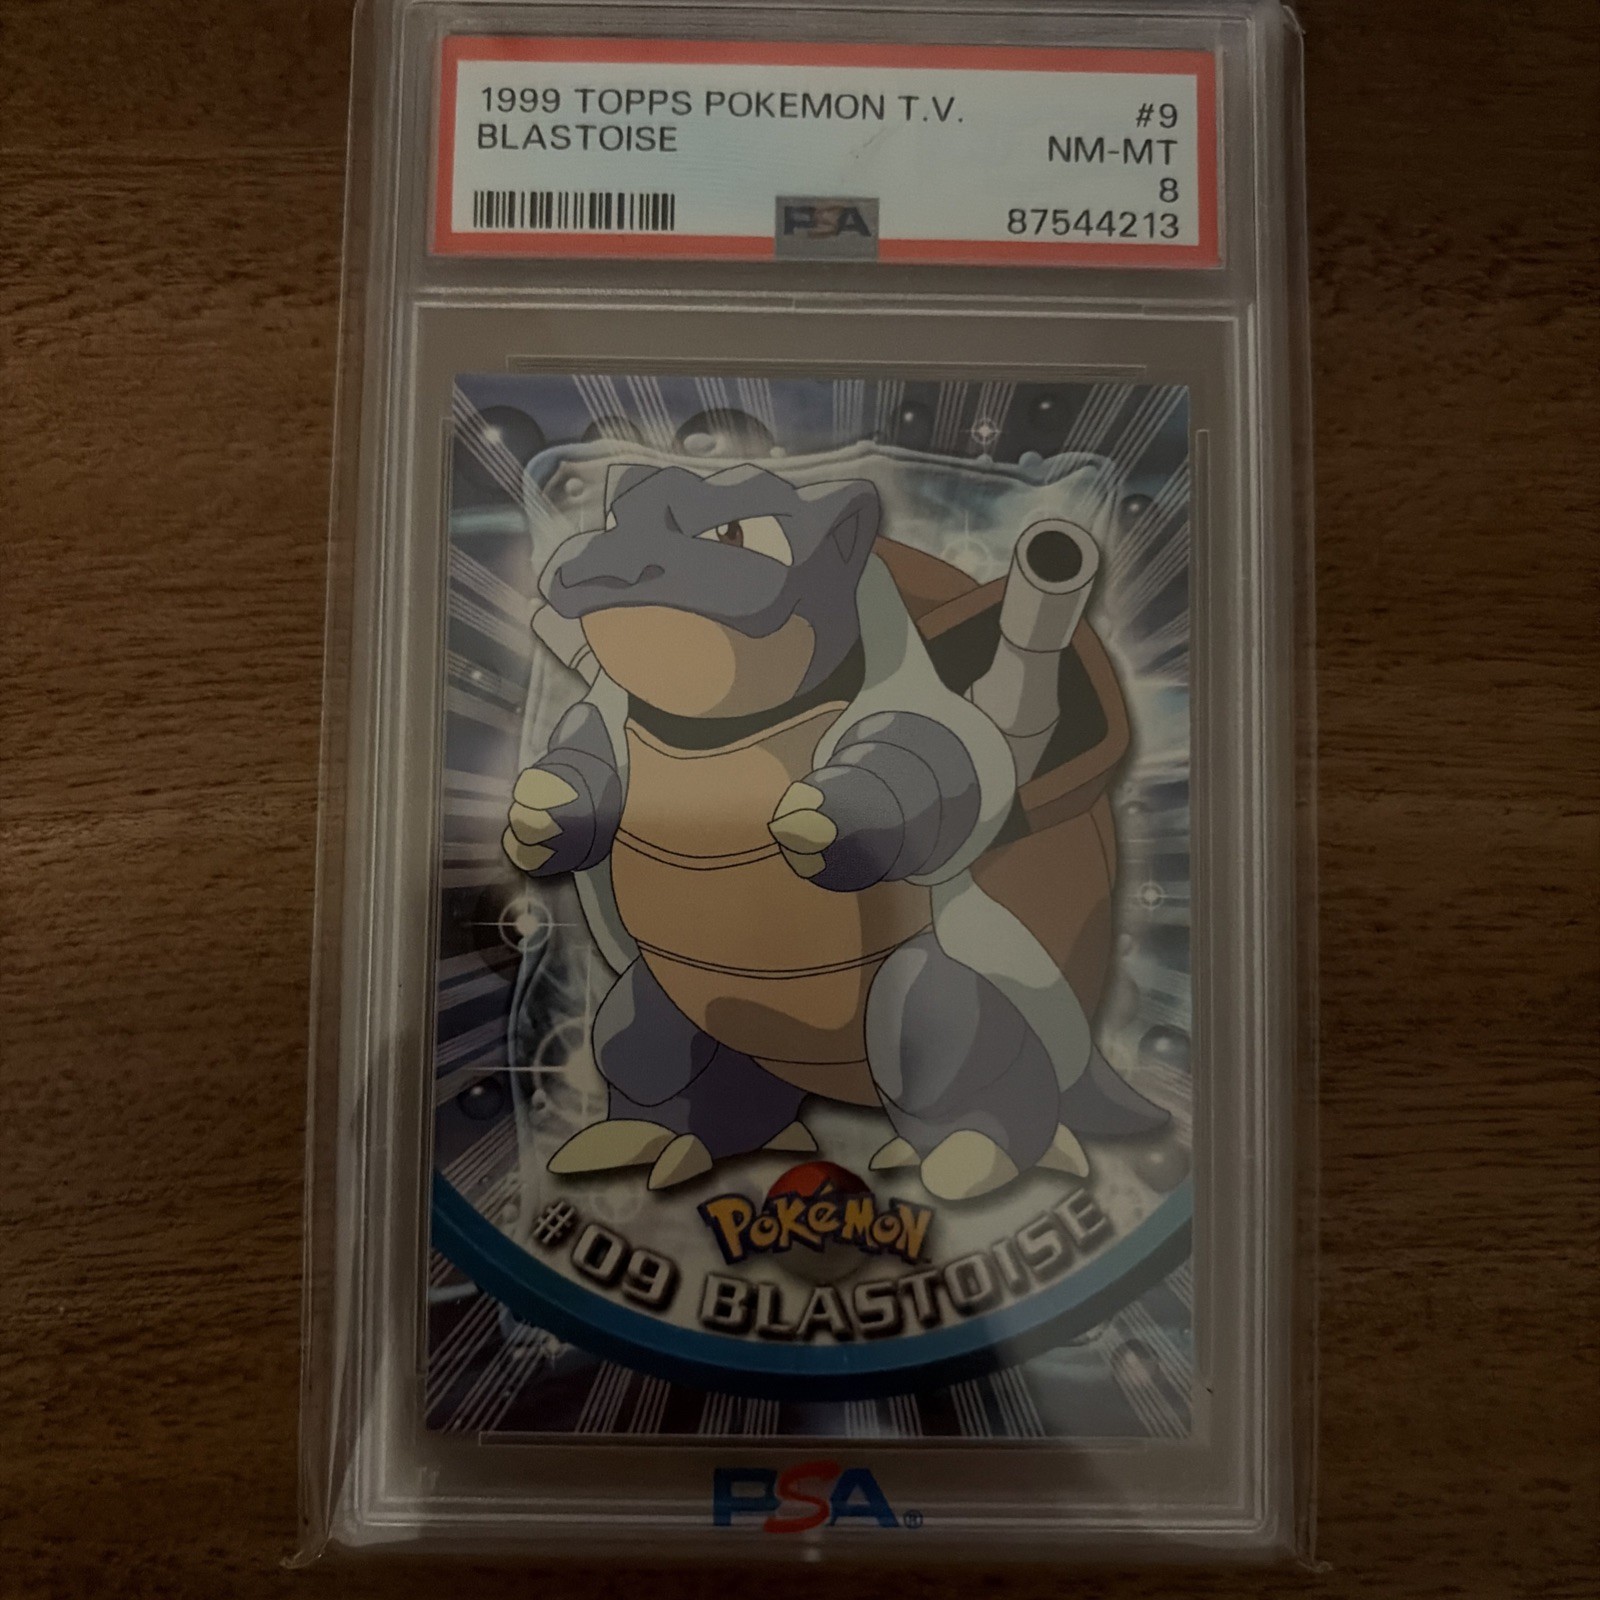 1999 TOPPS POKEMON T.V. #9
BLASTOISE NM-MT
8
PSA 87544213
POKéMON
#09 BLASTOISE
PSA®